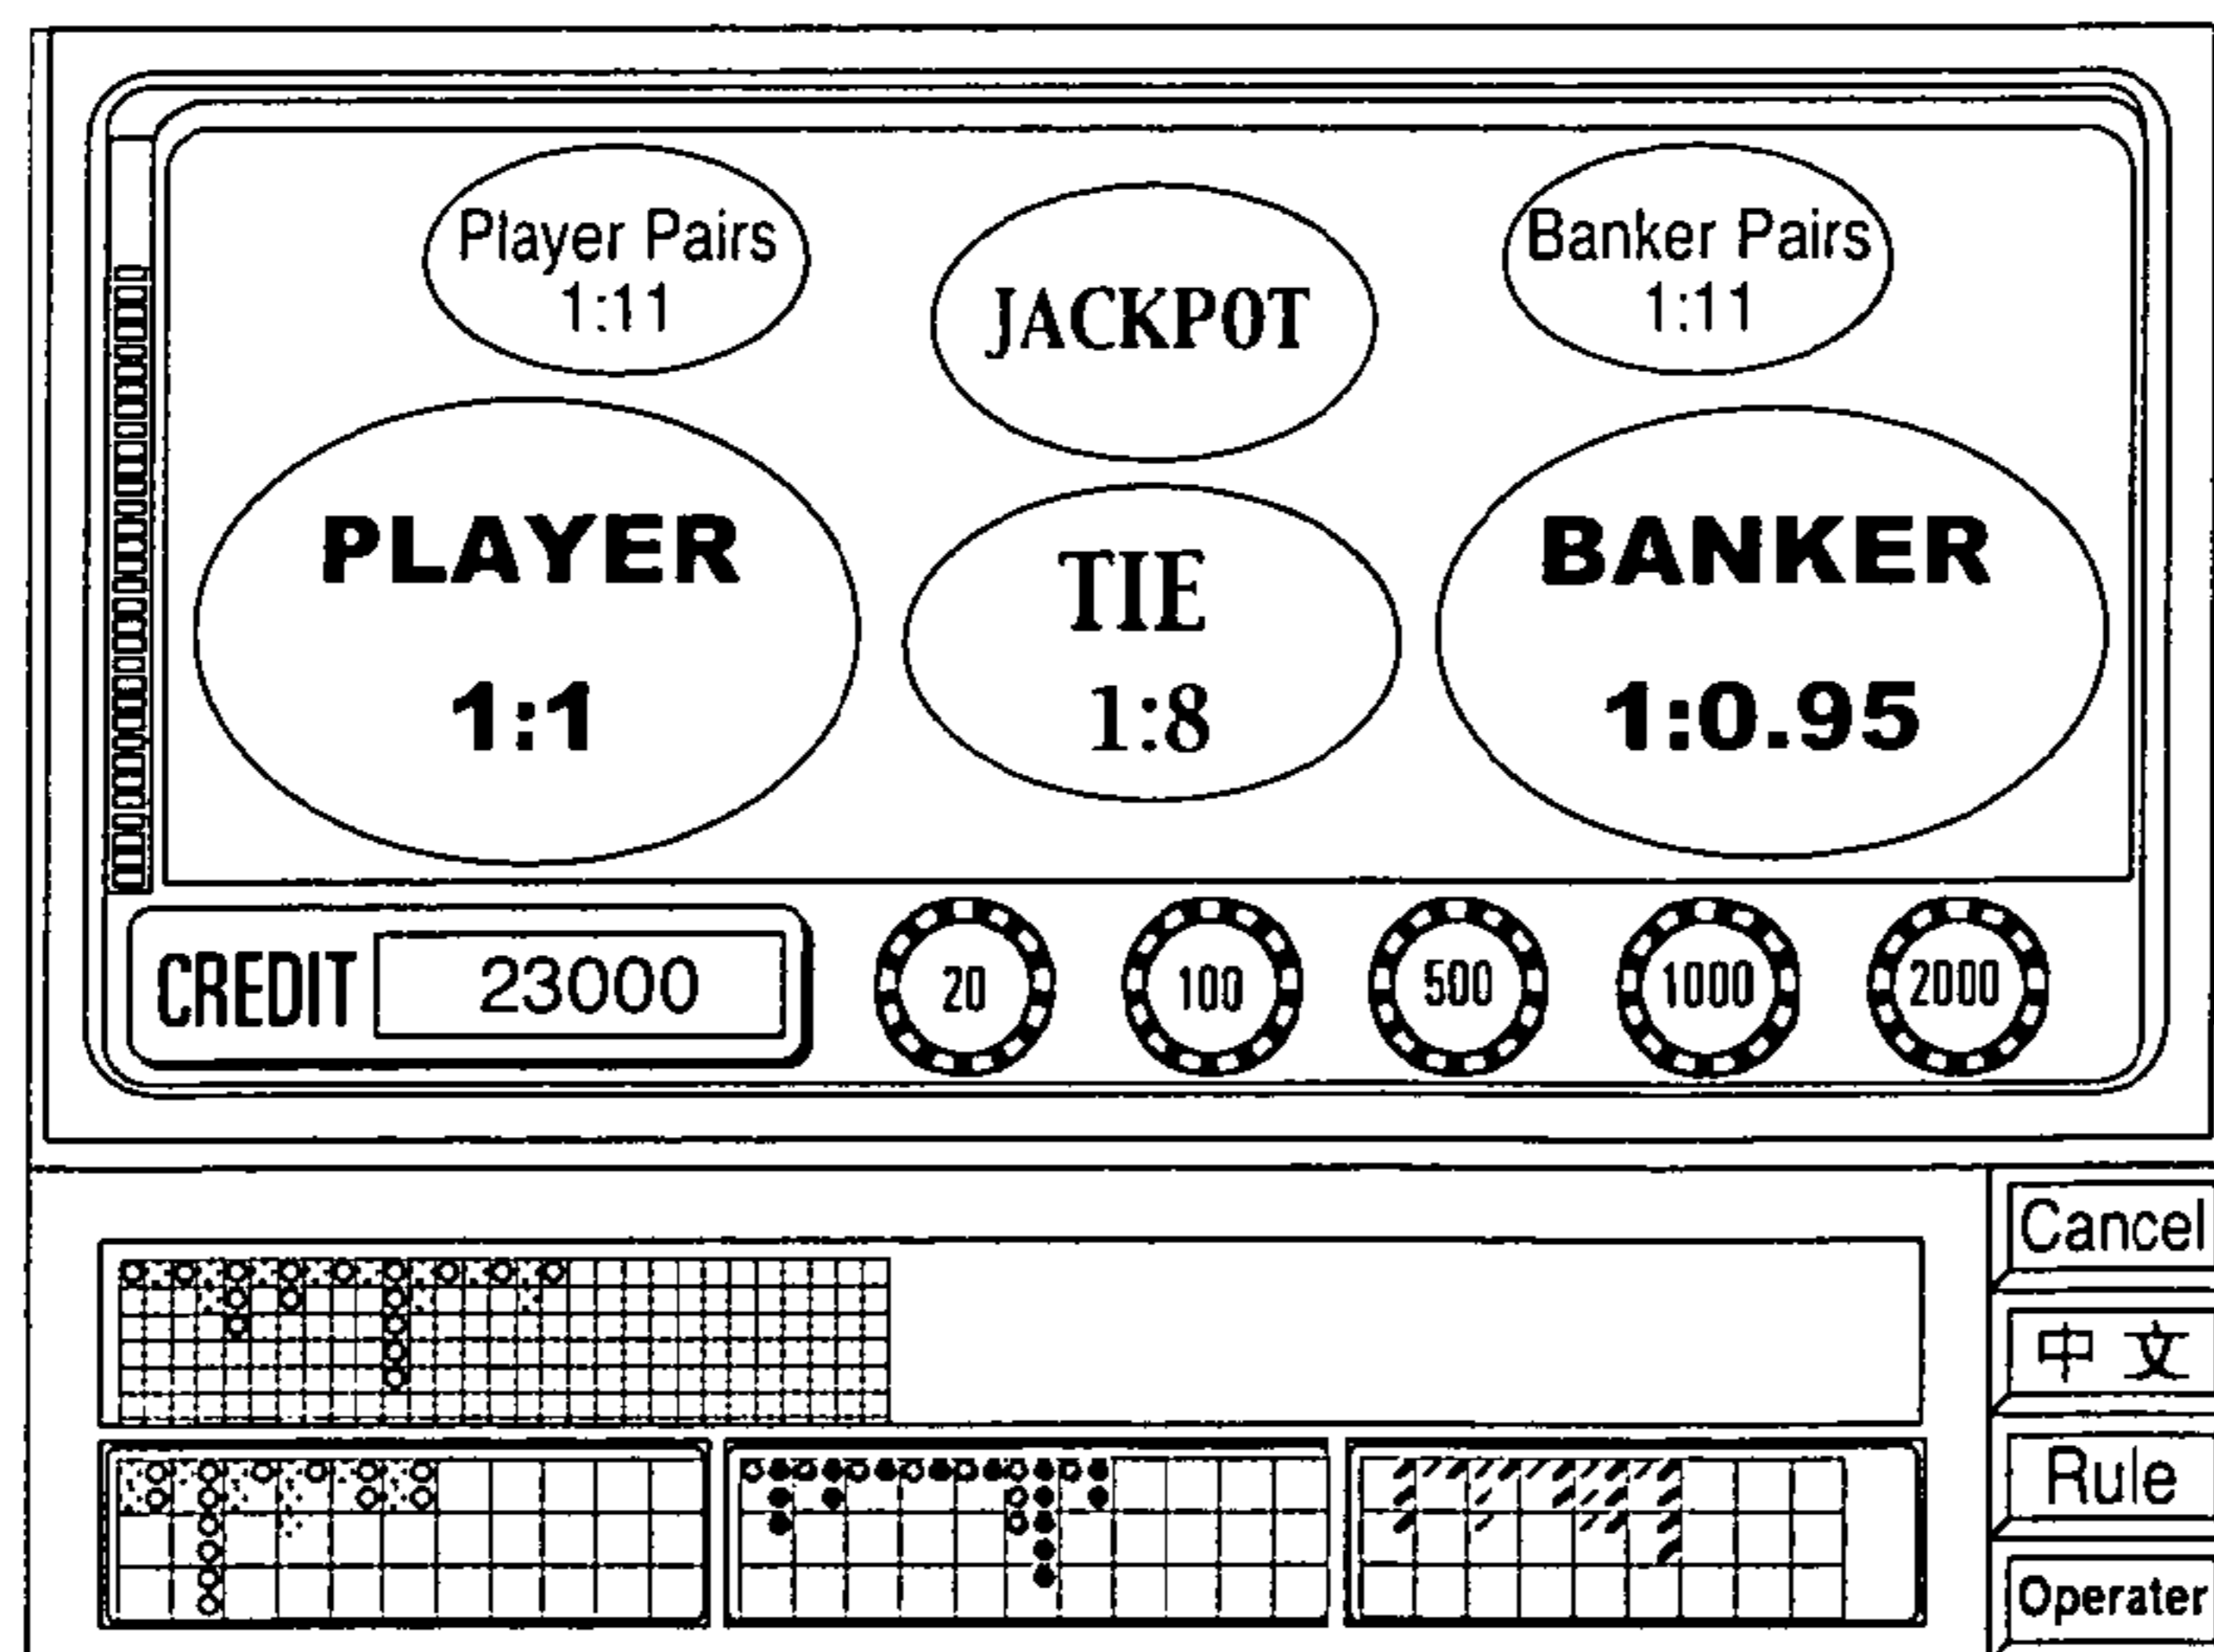 Player Pairs
1:11
JACKPOT
Banker Pairs
1:11
PLAYER
1:1
TIE
1:8
BANKER
1:0.95
CREDIT 23000
20
100
500
1000
2000
Cancel
中文
Rule
Operater